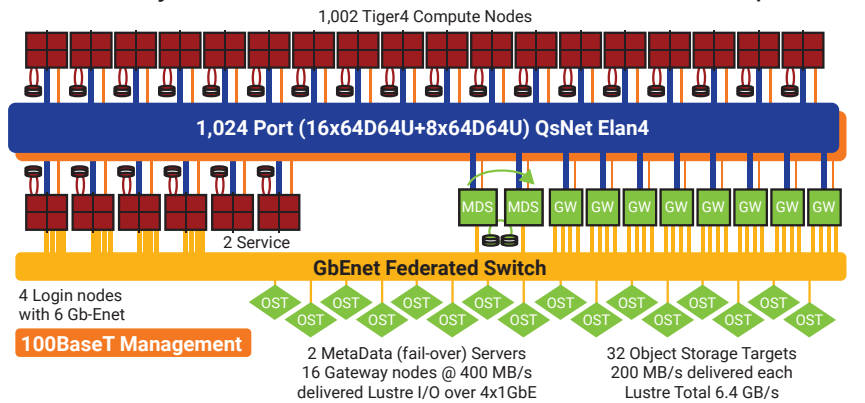 1,002 Tiger4 Compute Nodes
1,024 Port (16x64D64U+8x64D64U) QsNet Elan4
MDS MDS GW GW GW GW GW GW GW GW
2 Service
GbEnet Federated Switch
OST OST OST OST OST OST OST OST
OST OST OST OST OST OST OST OST
4 Login nodes
with 6 Gb-Enet
100BaseT Management
2 MetaData (fail-over) Servers
16 Gateway nodes @ 400 MB/s
delivered Lustre I/O over 4x1GbE
32 Object Storage Targets
200 MB/s delivered each
Lustre Total 6.4 GB/s